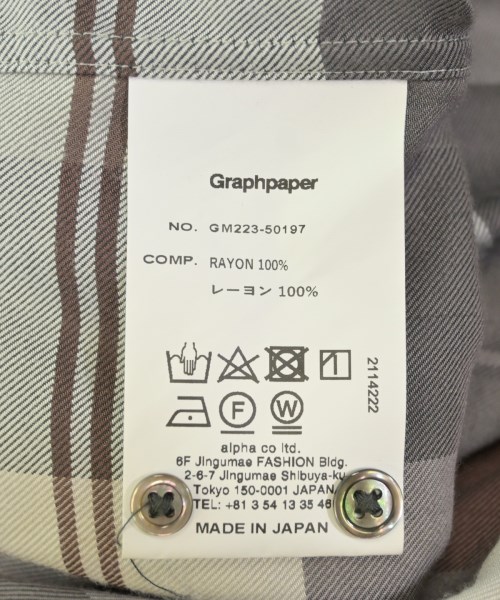 Graphpaper
NO. GM223-50197
COMP. RAYON 100%
レーヨン 100%
2114222
F W
alpha co ltd.
6F Jingumae FASHION Bldg.
2-6-7 Jingumae Shibuya-ku
Tokyo 150-0001 JAPAN
TEL: +81 3 54 13 35 46
MADE IN JAPAN